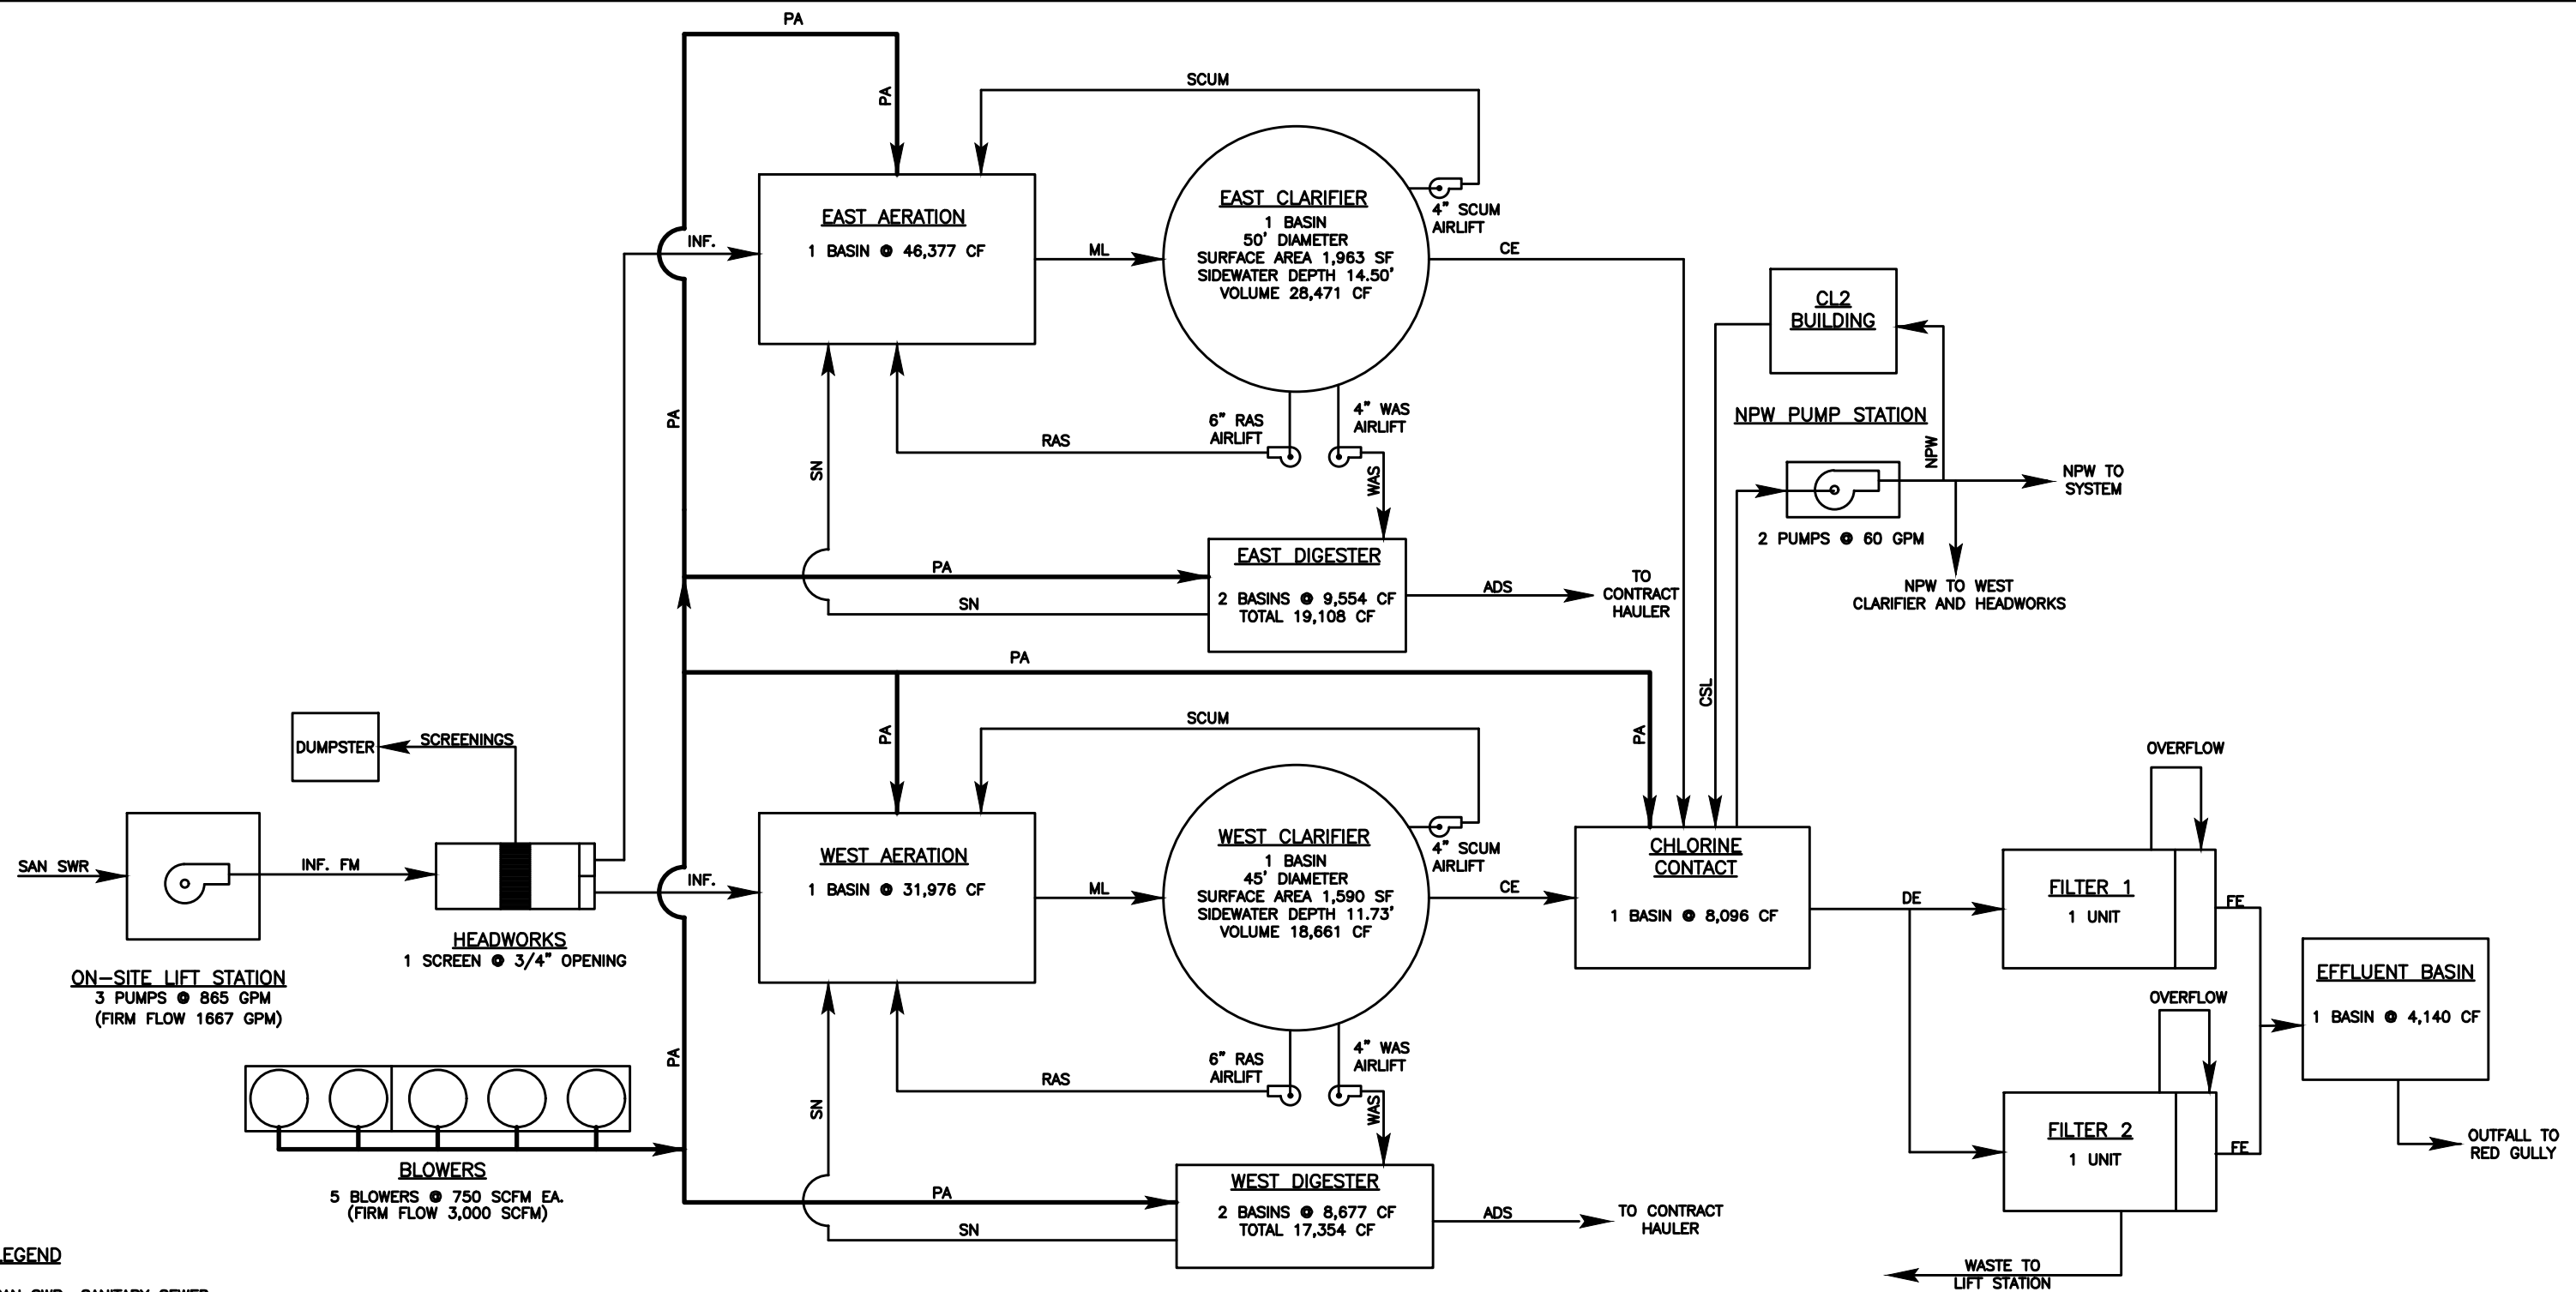 PA
SCUM
PA
EAST AERATION
1 BASIN @ 46,377 CF
INF.
ML
EAST CLARIFIER
1 BASIN
50' DIAMETER
SURFACE AREA 1,963 SF
SIDEWATER DEPTH 14.50'
VOLUME 28,471 CF
4" SCUM
AIRLIFT
CE
CL2
BUILDING
NPW PUMP STATION
NPW
NPW TO
SYSTEM
2 PUMPS @ 60 GPM
NPW TO WEST
CLARIFIER AND HEADWORKS
PA
SN
RAS
6" RAS
AIRLIFT
4" WAS
AIRLIFT
WAS
EAST DIGESTER
2 BASINS @ 9,554 CF
TOTAL 19,108 CF
PA
SN
ADS
TO
CONTRACT
HAULER
PA
SCUM
PA
PA
CSL
DUMPSTER
SCREENINGS
SAN SWR
INF. FM
ON-SITE LIFT STATION
3 PUMPS @ 865 GPM
(FIRM FLOW 1667 GPM)
HEADWORKS
1 SCREEN @ 3/4" OPENING
INF.
WEST AERATION
1 BASIN @ 31,976 CF
ML
WEST CLARIFIER
1 BASIN
45' DIAMETER
SURFACE AREA 1,590 SF
SIDEWATER DEPTH 11.73'
VOLUME 18,661 CF
4" SCUM
AIRLIFT
CE
CHLORINE
CONTACT
1 BASIN @ 8,096 CF
DE
OVERFLOW
FILTER 1
1 UNIT
FE
OVERFLOW
FILTER 2
1 UNIT
FE
EFFLUENT BASIN
1 BASIN @ 4,140 CF
OUTFALL TO
RED GULLY
WASTE TO
LIFT STATION
PA
SN
RAS
6" RAS
AIRLIFT
4" WAS
AIRLIFT
WAS
WEST DIGESTER
2 BASINS @ 8,677 CF
TOTAL 17,354 CF
PA
SN
ADS
TO CONTRACT
HAULER
BLOWERS
5 BLOWERS @ 750 SCFM EA.
(FIRM FLOW 3,000 SCFM)
LEGEND